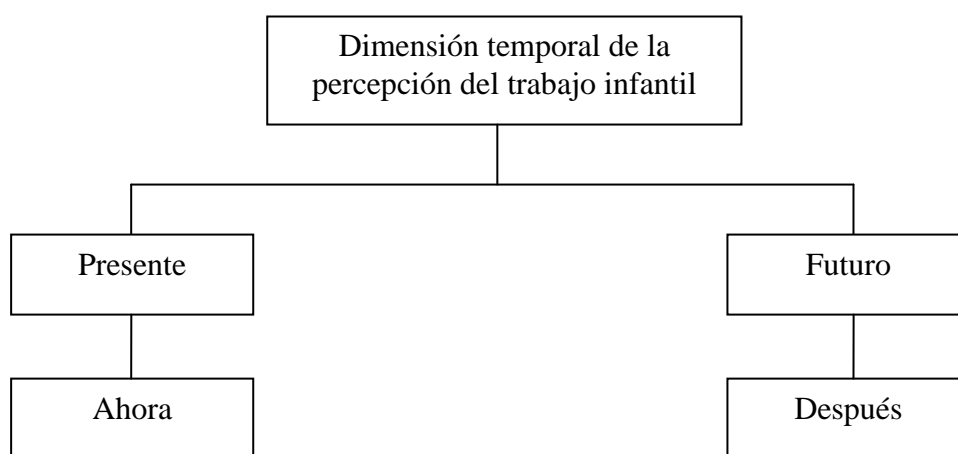 Dimensión temporal de la
percepción del trabajo infantil
Presente
Futuro
Ahora
Después